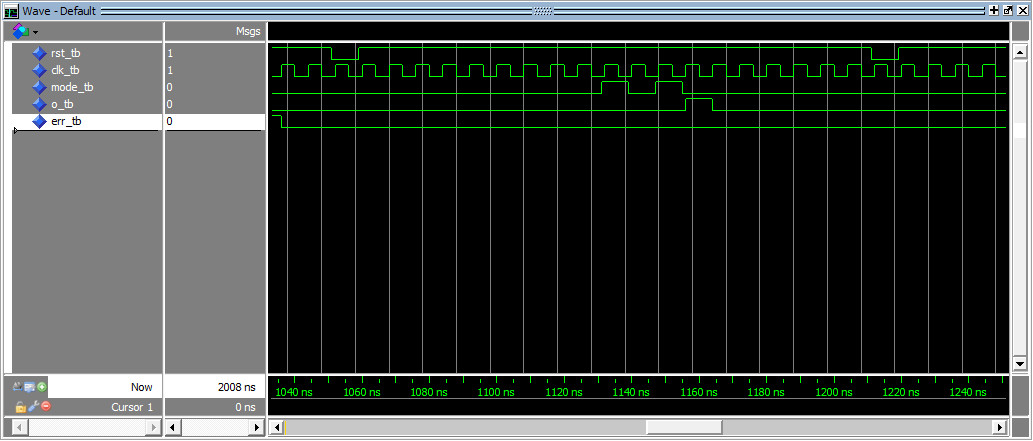 Wave - Default
Msgs
rst_tb 1
clk_tb 1
mode_tb 0
o_tb 0
err_tb 0
Now 2008 ns 1040 ns 1060 ns 1080 ns 1100 ns 1120 ns 1140 ns 1160 ns 1180 ns 1200 ns 1220 ns 1240 ns
Cursor 1 0 ns